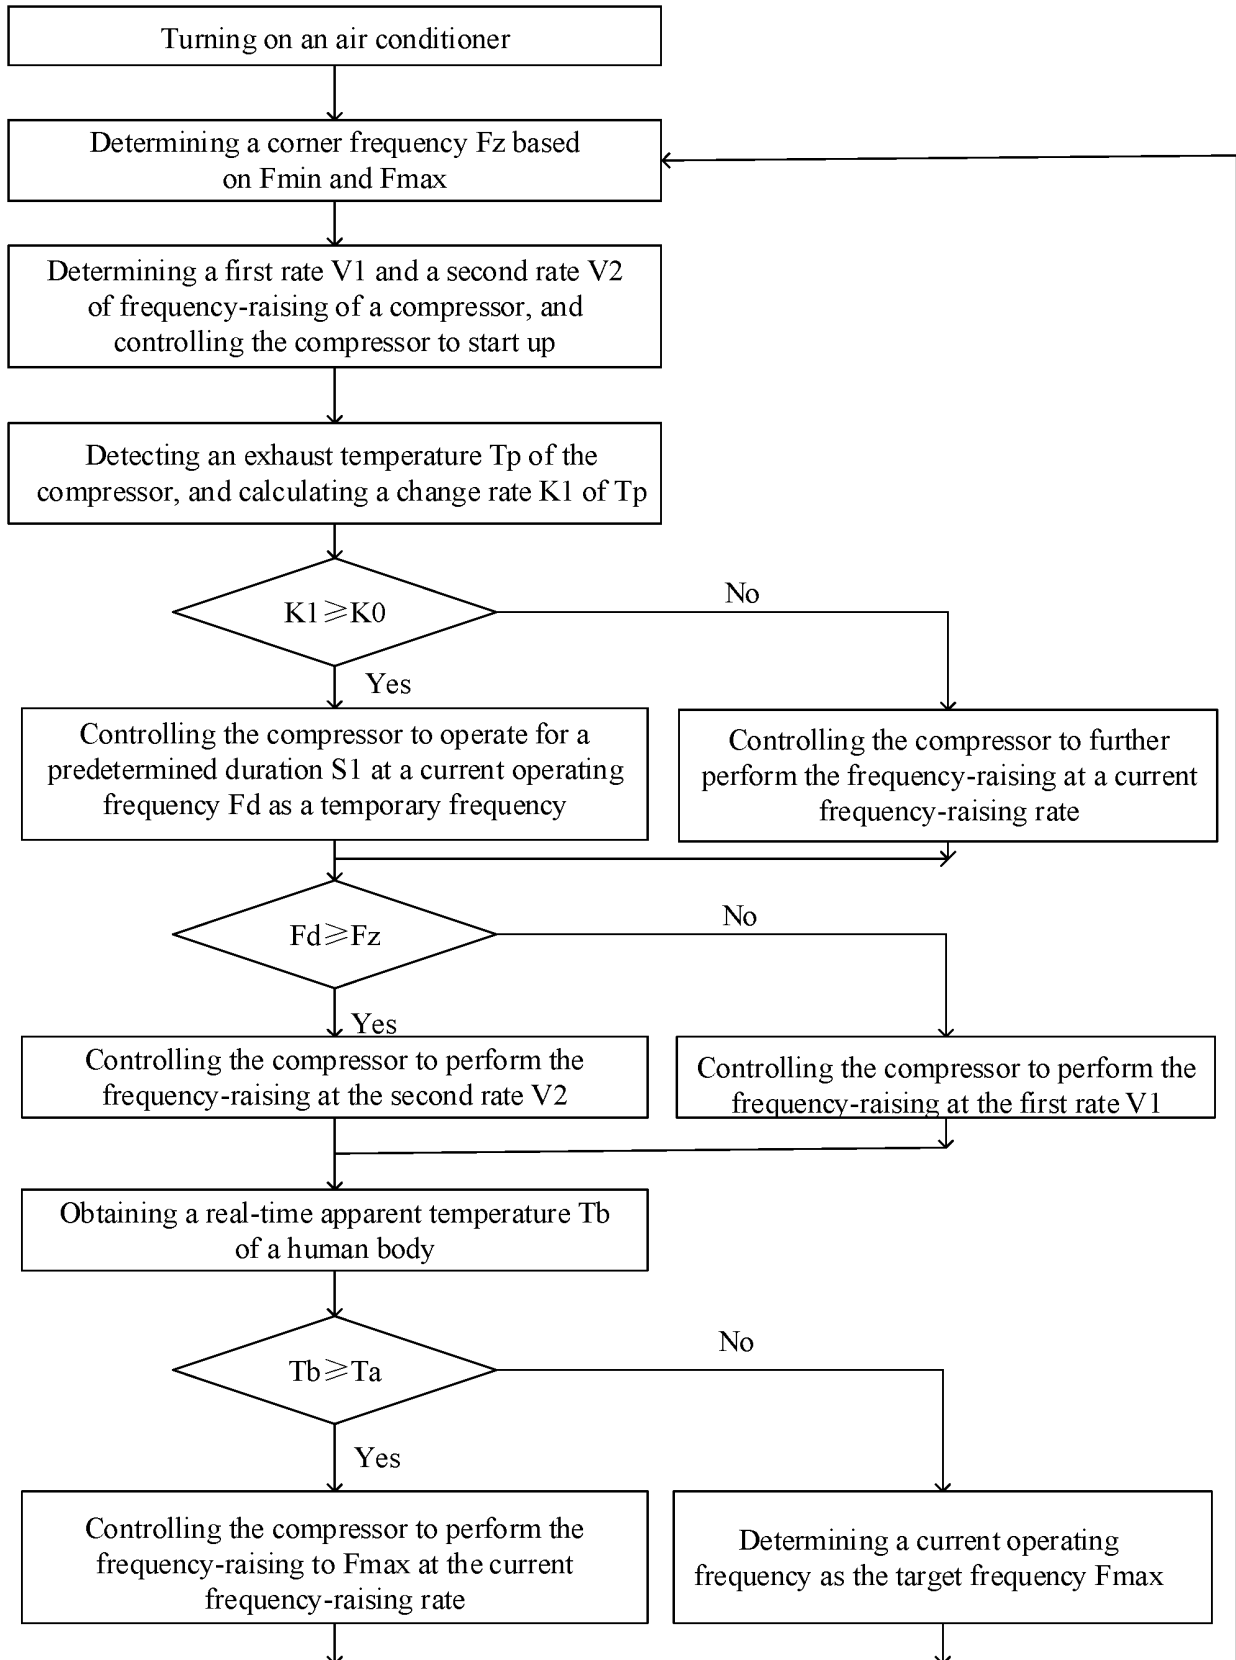 Turning on an air conditioner
Determining a corner frequency Fz based
on Fmin and Fmax
Determining a first rate V1 and a second rate V2
of frequency-raising of a compressor, and
controlling the compressor to start up
Detecting an exhaust temperature Tp of the
compressor, and calculating a change rate K1 of Tp
K1⩾K0
No
Yes
Controlling the compressor to operate for a
predetermined duration S1 at a current operating
frequency Fd as a temporary frequency
Controlling the compressor to further
perform the frequency-raising at a current
frequency-raising rate
Fd⩾Fz
No
Yes
Controlling the compressor to perform the
frequency-raising at the second rate V2
Controlling the compressor to perform the
frequency-raising at the first rate V1
Obtaining a real-time apparent temperature Tb
of a human body
Tb⩾Ta
No
Yes
Controlling the compressor to perform the
frequency-raising to Fmax at the current
frequency-raising rate
Determining a current operating
frequency as the target frequency Fmax